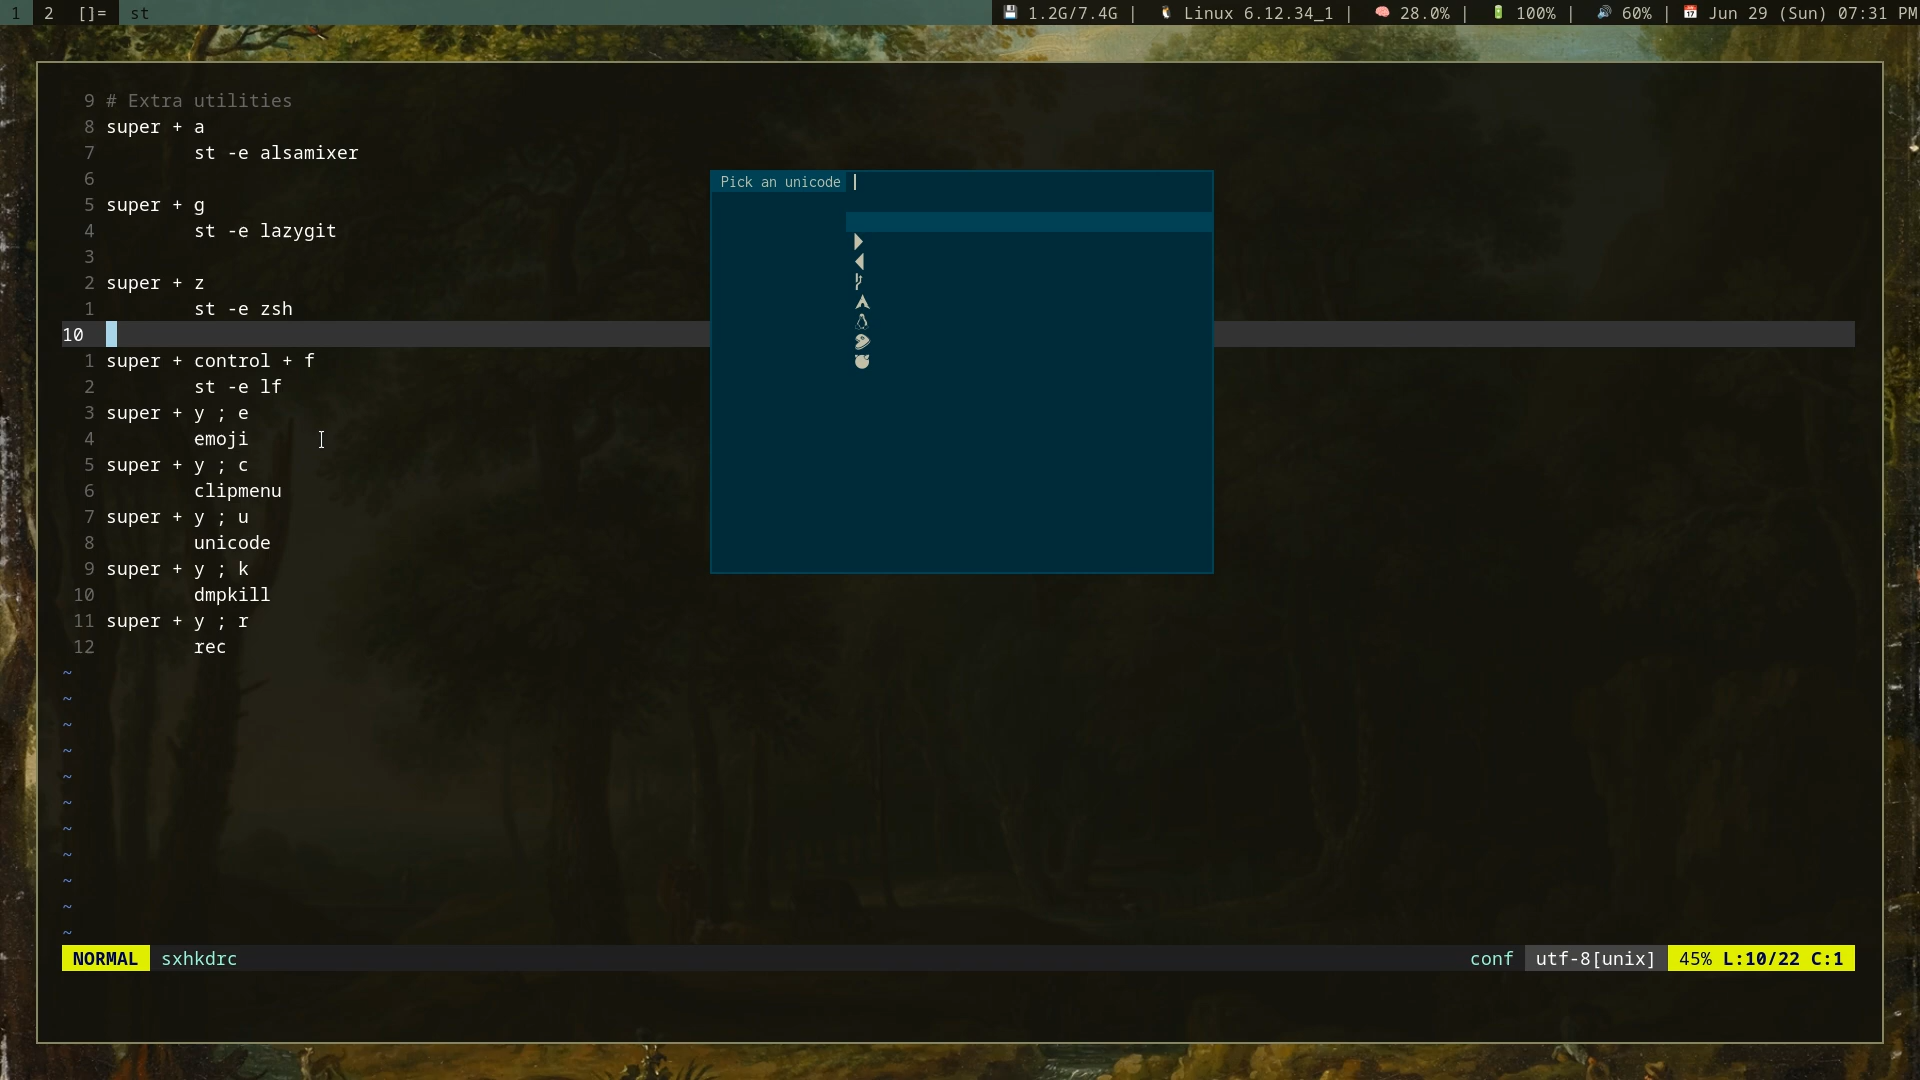 1 2 []= st 💾 1.2G/7.4G | 🐧 Linux 6.12.34_1 | 🧠 28.0% | 🔋 100% | 🔊 60% | 📅 Jun 29 (Sun) 07:31 PM
9 # Extra utilities
8 super + a
7 st -e alsamixer
6
5 super + g
4 st -e lazygit
3
2 super + z
1 st -e zsh
10
1 super + control + f
2 st -e lf
3 super + y ; e
4 emoji
5 super + y ; c
6 clipmenu
7 super + y ; u
8 unicode
9 super + y ; k
10 dmpkill
11 super + y ; r
12 rec
~
~
~
~
~
~
~
~
~
~
~
NORMAL sxhkdrc conf utf-8[unix] 45% L:10/22 C:1
Pick an unicode